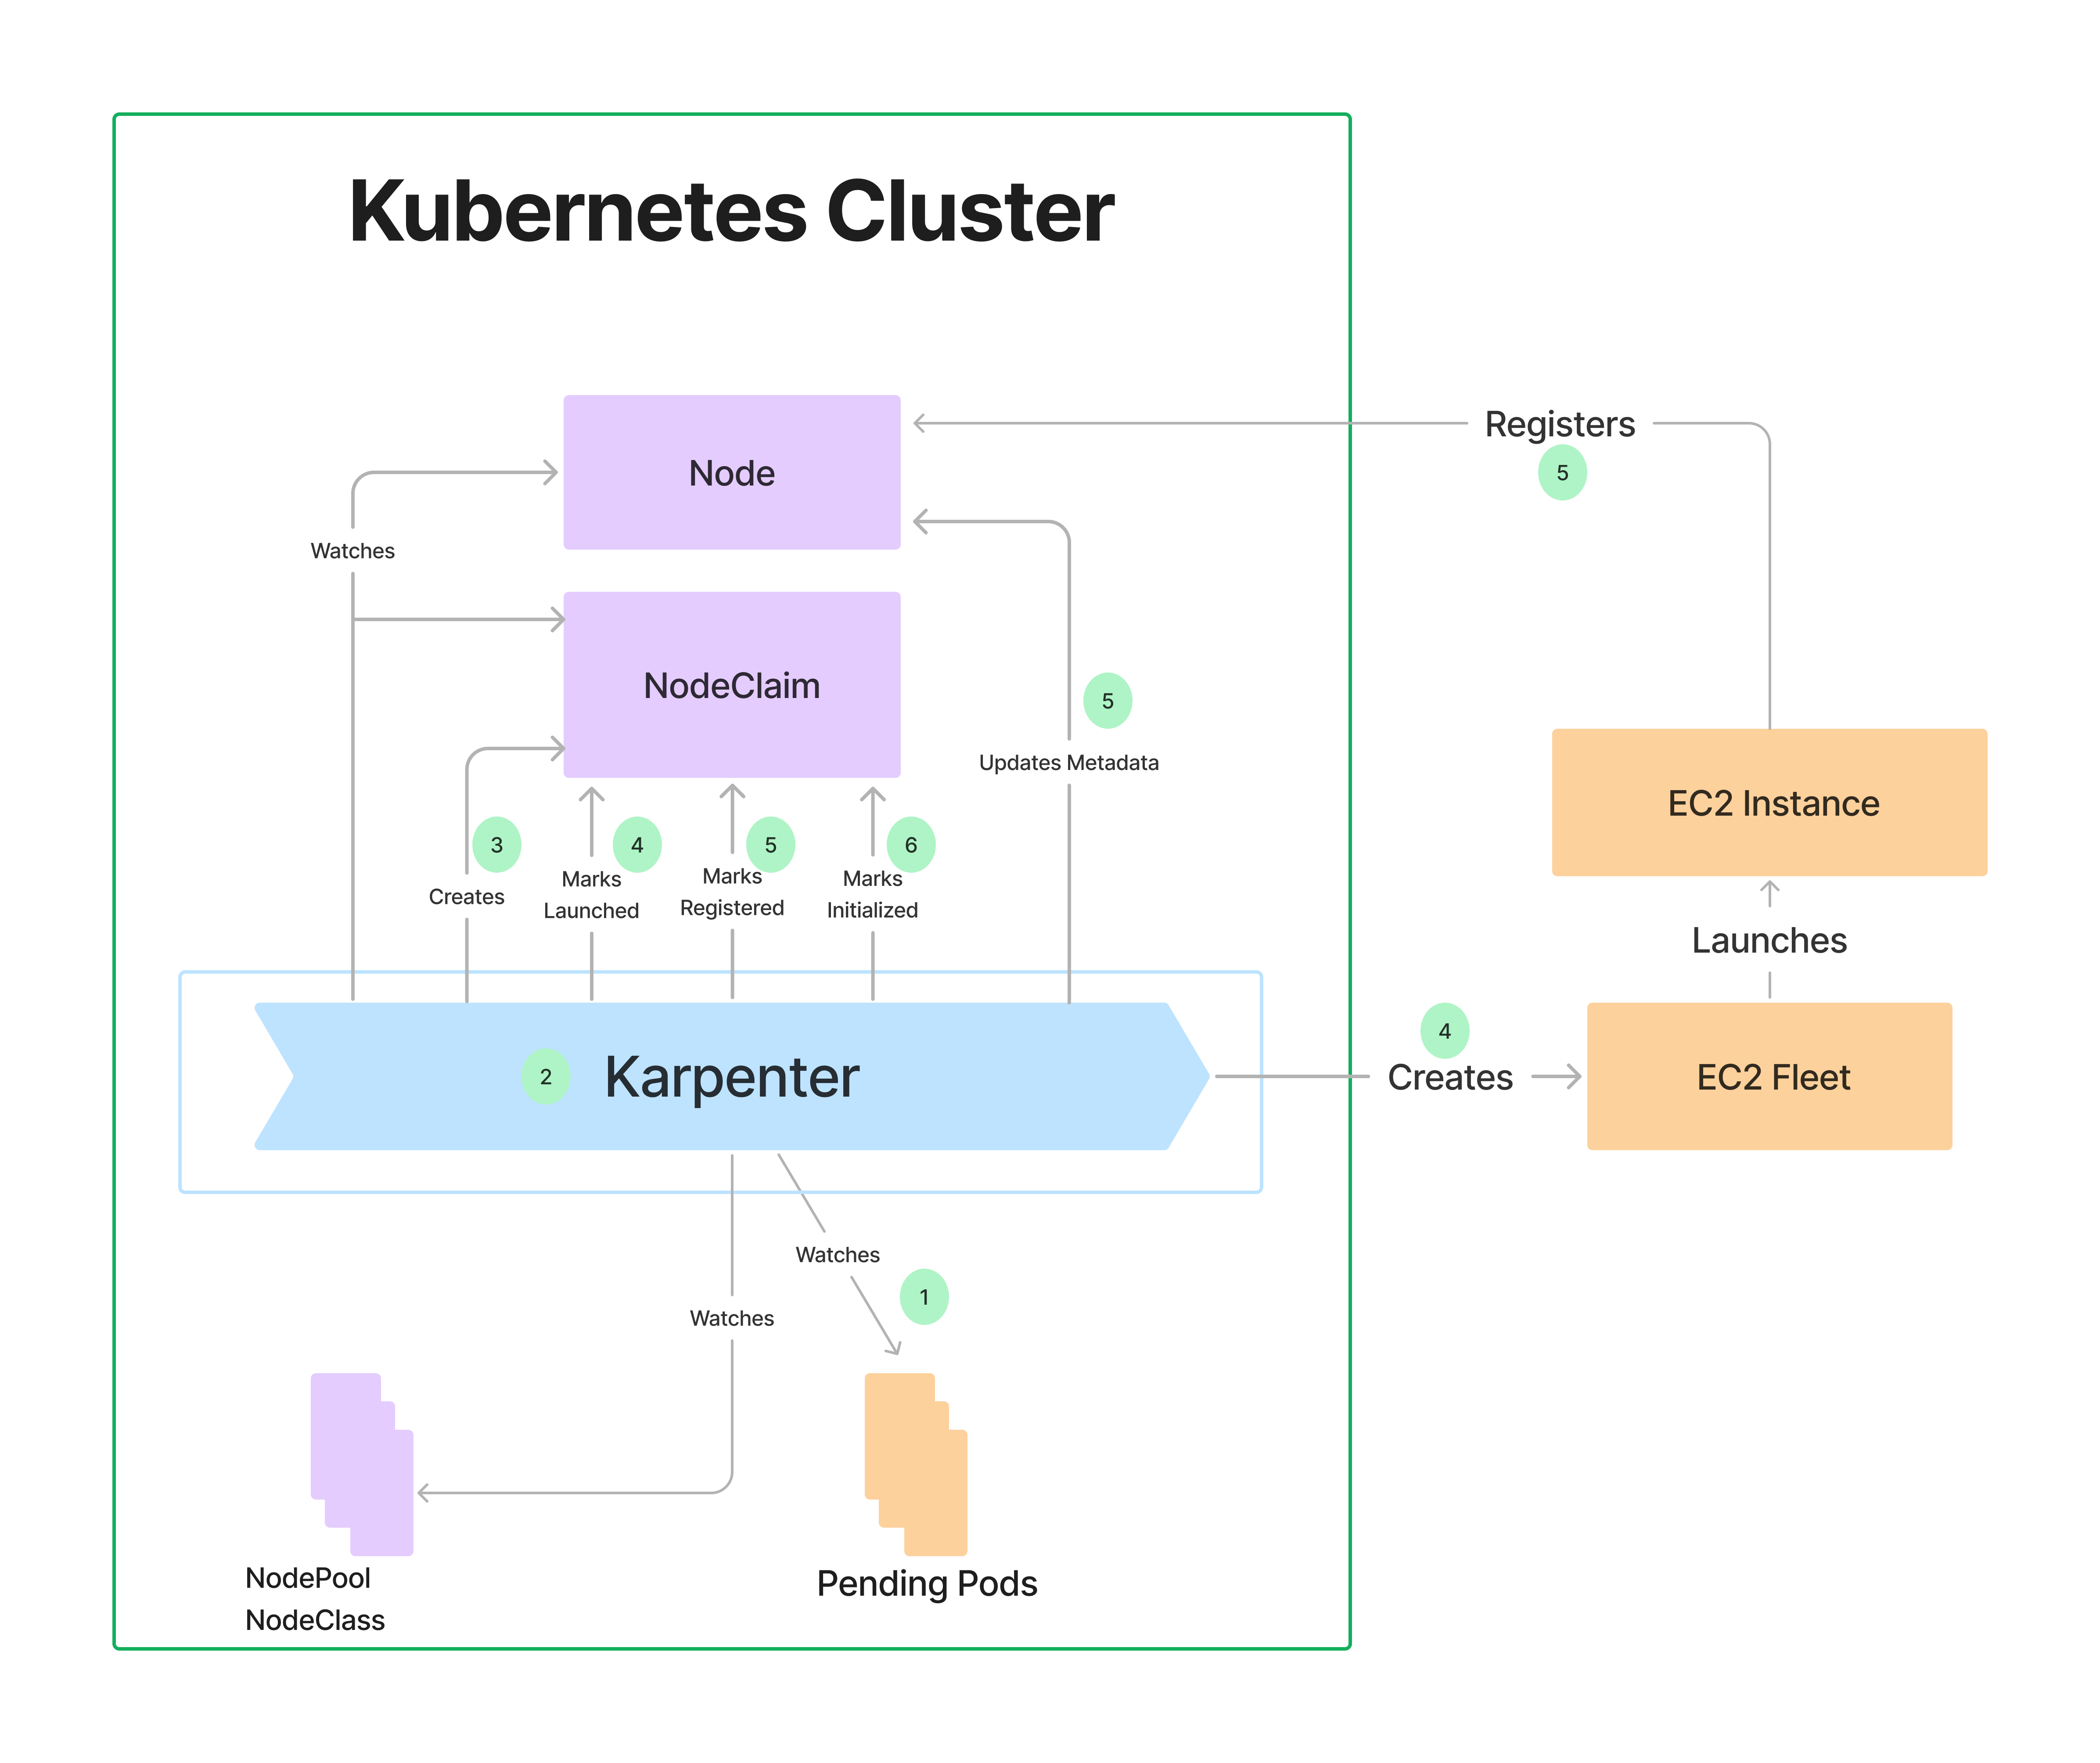 Kubernetes Cluster
Registers
5
Node
Watches
NodeClaim
5
Updates Metadata
EC2 Instance
3
4
5
6
Creates
Marks
Launched
Marks
Registered
Marks
Initialized
Launches
2
Karpenter
4
Creates
EC2 Fleet
Watches
1
Watches
NodePool
NodeClass
Pending Pods